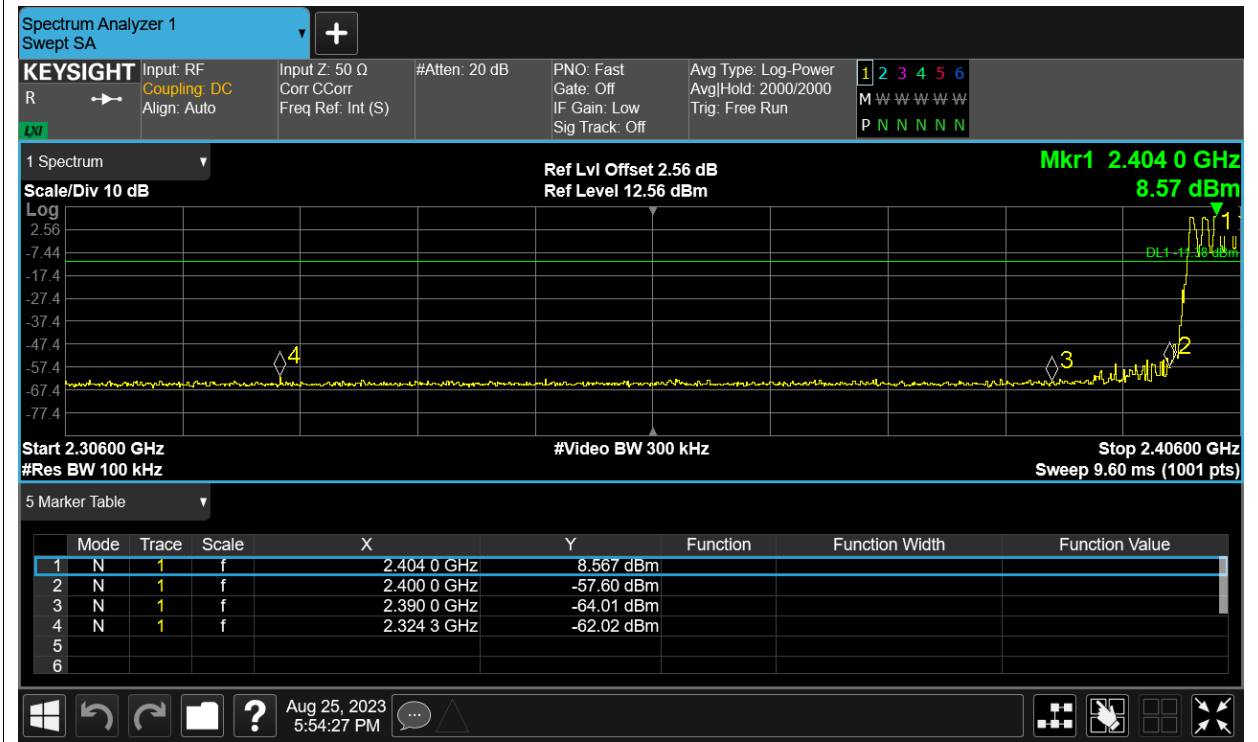 Spectrum Analyzer 1
Swept SA
+
KEYSIGHT
R
LXI
Input: RF
Coupling: DC
Align: Auto
Input Z: 50 Ω
Corr CCorr
Freq Ref: Int (S)
#Atten: 20 dB
PNO: Fast
Gate: Off
IF Gain: Low
Sig Track: Off
Avg Type: Log-Power
Avg|Hold: 2000/2000
Trig: Free Run
1 2 3 4 5 6
M W W W W W
P N N N N N
1 Spectrum
Scale/Div 10 dB
Ref Lvl Offset 2.56 dB
Ref Level 12.56 dBm
Mkr1 2.404 0 GHz
8.57 dBm
Log
2.56
-7.44
-17.4
-27.4
-37.4
-47.4
-57.4
-67.4
-77.4
1
DL1 -11.38 dBm
2
3
4
Start 2.30600 GHz
#Res BW 100 kHz
#Video BW 300 kHz
Stop 2.40600 GHz
Sweep 9.60 ms (1001 pts)
5 Marker Table
Mode Trace Scale X Y Function Function Width Function Value
1 N 1 f 2.404 0 GHz 8.567 dBm
2 N 1 f 2.400 0 GHz -57.60 dBm
3 N 1 f 2.390 0 GHz -64.01 dBm
4 N 1 f 2.324 3 GHz -62.02 dBm
5
6
?
Aug 25, 2023
5:54:27 PM